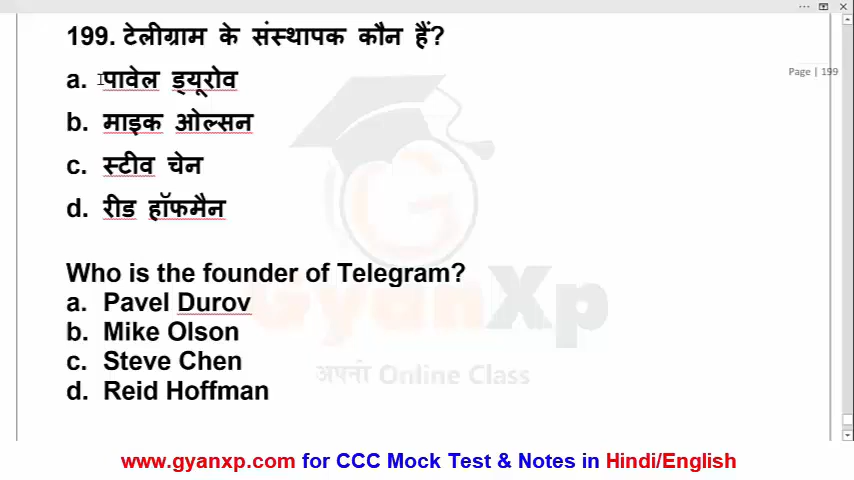 199. टेलीग्राम के संस्थापक कौन हैं?
Page | 199
a. पावेल ड्यूरोव
b. माइक ओल्सन
c. स्टीव चेन
d. रीड हॉफमैन
Who is the founder of Telegram?
a. Pavel Durov
b. Mike Olson
c. Steve Chen
d. Reid Hoffman
GyanXp
अपनी Online Class
www.gyanxp.com for CCC Mock Test & Notes in Hindi/English